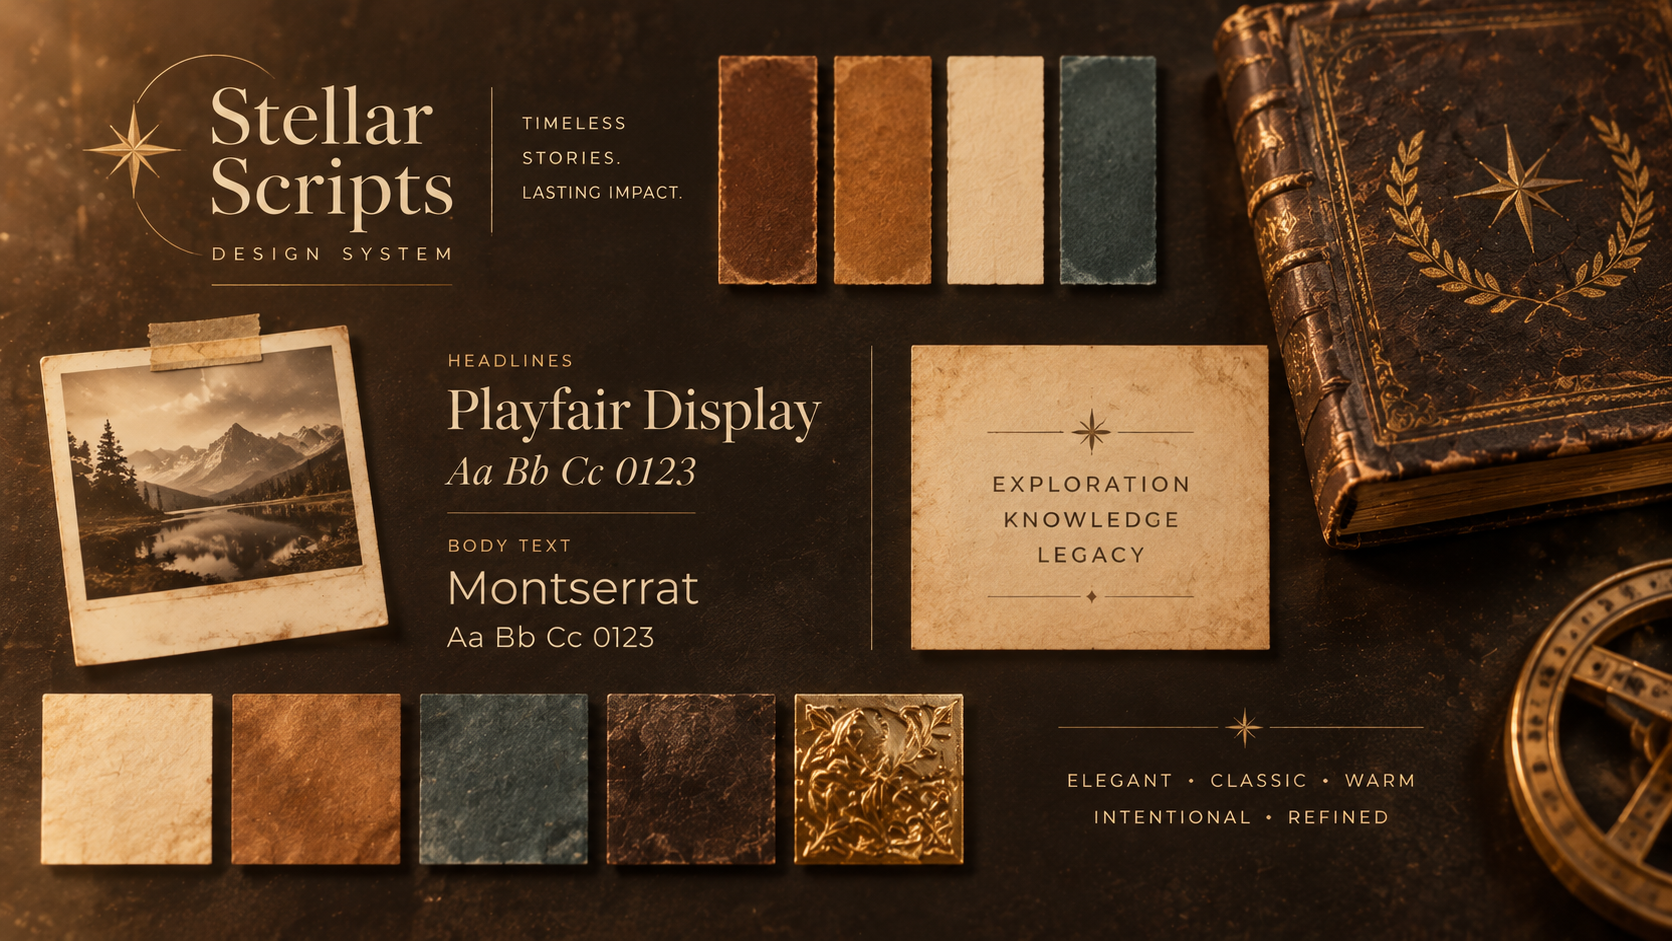 Stellar
Scripts
DESIGN SYSTEM
TIMELESS
STORIES.
LASTING IMPACT.
HEADLINES
Playfair Display
Aa Bb Cc 0123
BODY TEXT
Montserrat
Aa Bb Cc 0123
EXPLORATION
KNOWLEDGE
LEGACY
ELEGANT • CLASSIC • WARM
INTENTIONAL • REFINED